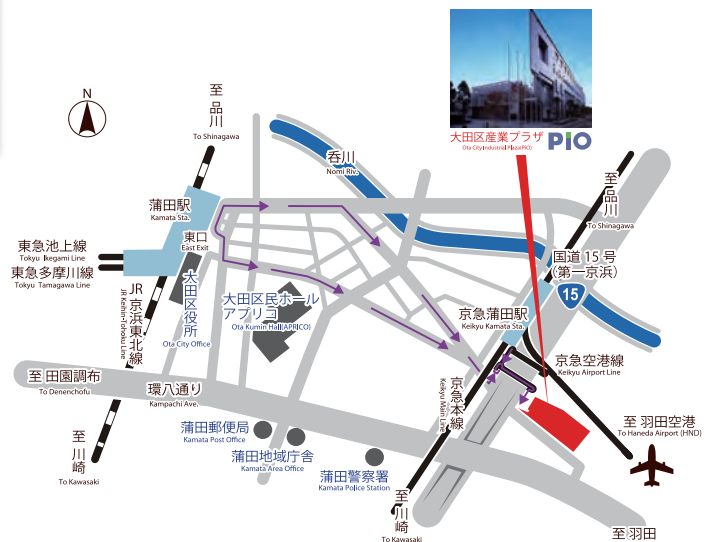 N
至
品
川
To Shinagawa
大田区産業プラザ PiO
Ota City Industrial Plaza(PIO)
呑川
Nomi Riv.
蒲田駅
Kamata Sta.
至
品
川
To Shinagawa
東急池上線
Tokyu Ikegami Line
東急多摩川線
Tokyu Tamagawa Line
東口
East Exit
国道 15 号
(第一京浜)
15
JR 京浜東北線
JR Keihin-Tohoku Line
大田区役所
Ota City Office
大田区民ホール
アプリコ
Ota Kumin Hall(APRICO)
京急蒲田駅
Keikyu Kamata Sta.
京急空港線
Keikyu Airport Line
至 田園調布
To Denenchofu
環八通り
Kampachi Ave.
京急本線
Keikyu Main Line
至 羽田空港
To Haneda Airport (HND)
蒲田郵便局
Kamata Post Office
蒲田地域庁舎
Kamata Area Office
蒲田警察署
Kamata Police Station
至
川
崎
To Kawasaki
至
川
崎
To Kawasaki
至 羽田